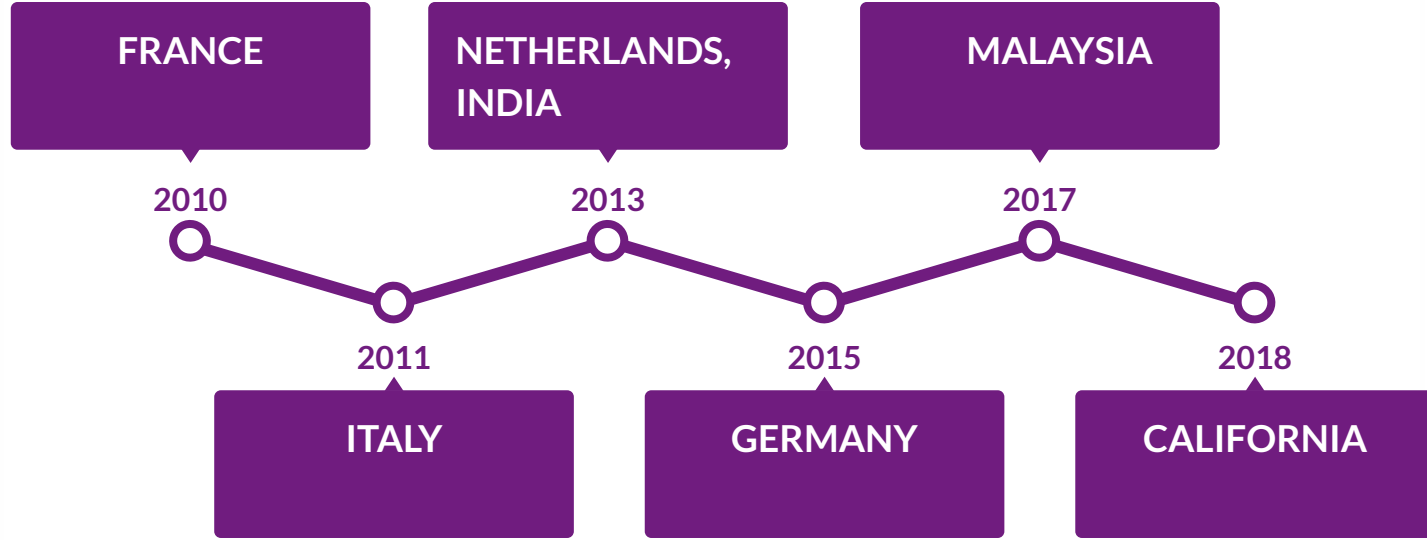 FRANCE
2010
2011
ITALY
NETHERLANDS,
INDIA
2013
2015
GERMANY
MALAYSIA
2017
2018
CALIFORNIA